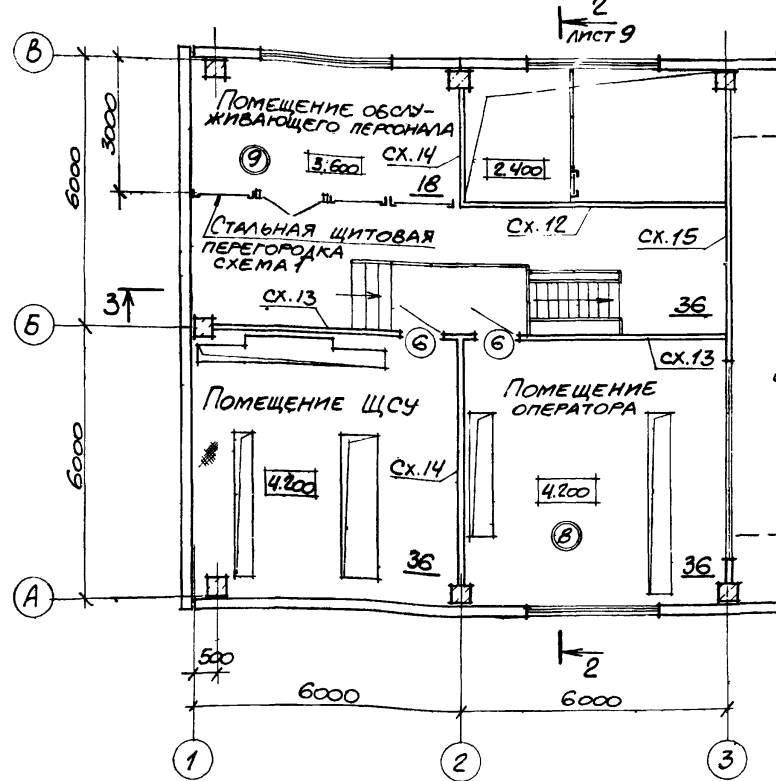 2
ЛИСТ 9
В
ПОМЕЩЕНИЕ ОБСЛУ-
ЖИВАЮЩЕГО ПЕРСОНАЛА
3000
6000
9
3.600
СХ.14
18
2.400
СТАЛЬНАЯ ЩИТОВАЯ
ПЕРЕГОРОДКА
СХЕМА 1
СХ.12
СХ.15
3
СХ.13
36
Б
6
6
СХ.13
ПОМЕЩЕНИЕ ЩСУ
ПОМЕЩЕНИЕ
ОПЕРАТОРА
6000
4.200
СХ.14
4.200
8
36
36
А
500
2
6000
6000
1
2
3